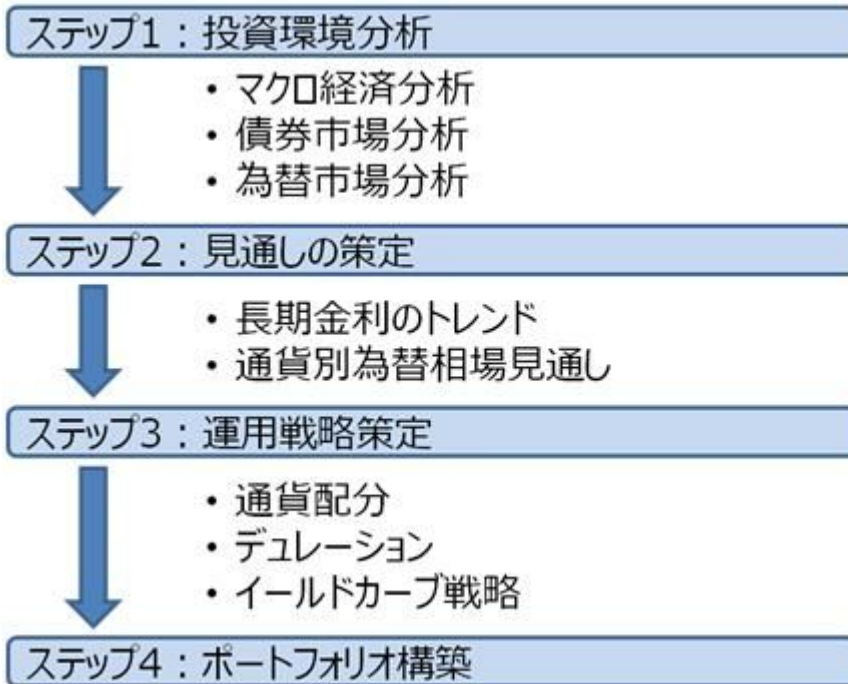 ステップ1：投資環境分析
・マクロ経済分析
・債券市場分析
・為替市場分析
ステップ2：見通しの策定
・長期金利のトレンド
・通貨別為替相場見通し
ステップ3：運用戦略策定
・通貨配分
・デュレーション
・イールドカーブ戦略
ステップ4：ポートフォリオ構築